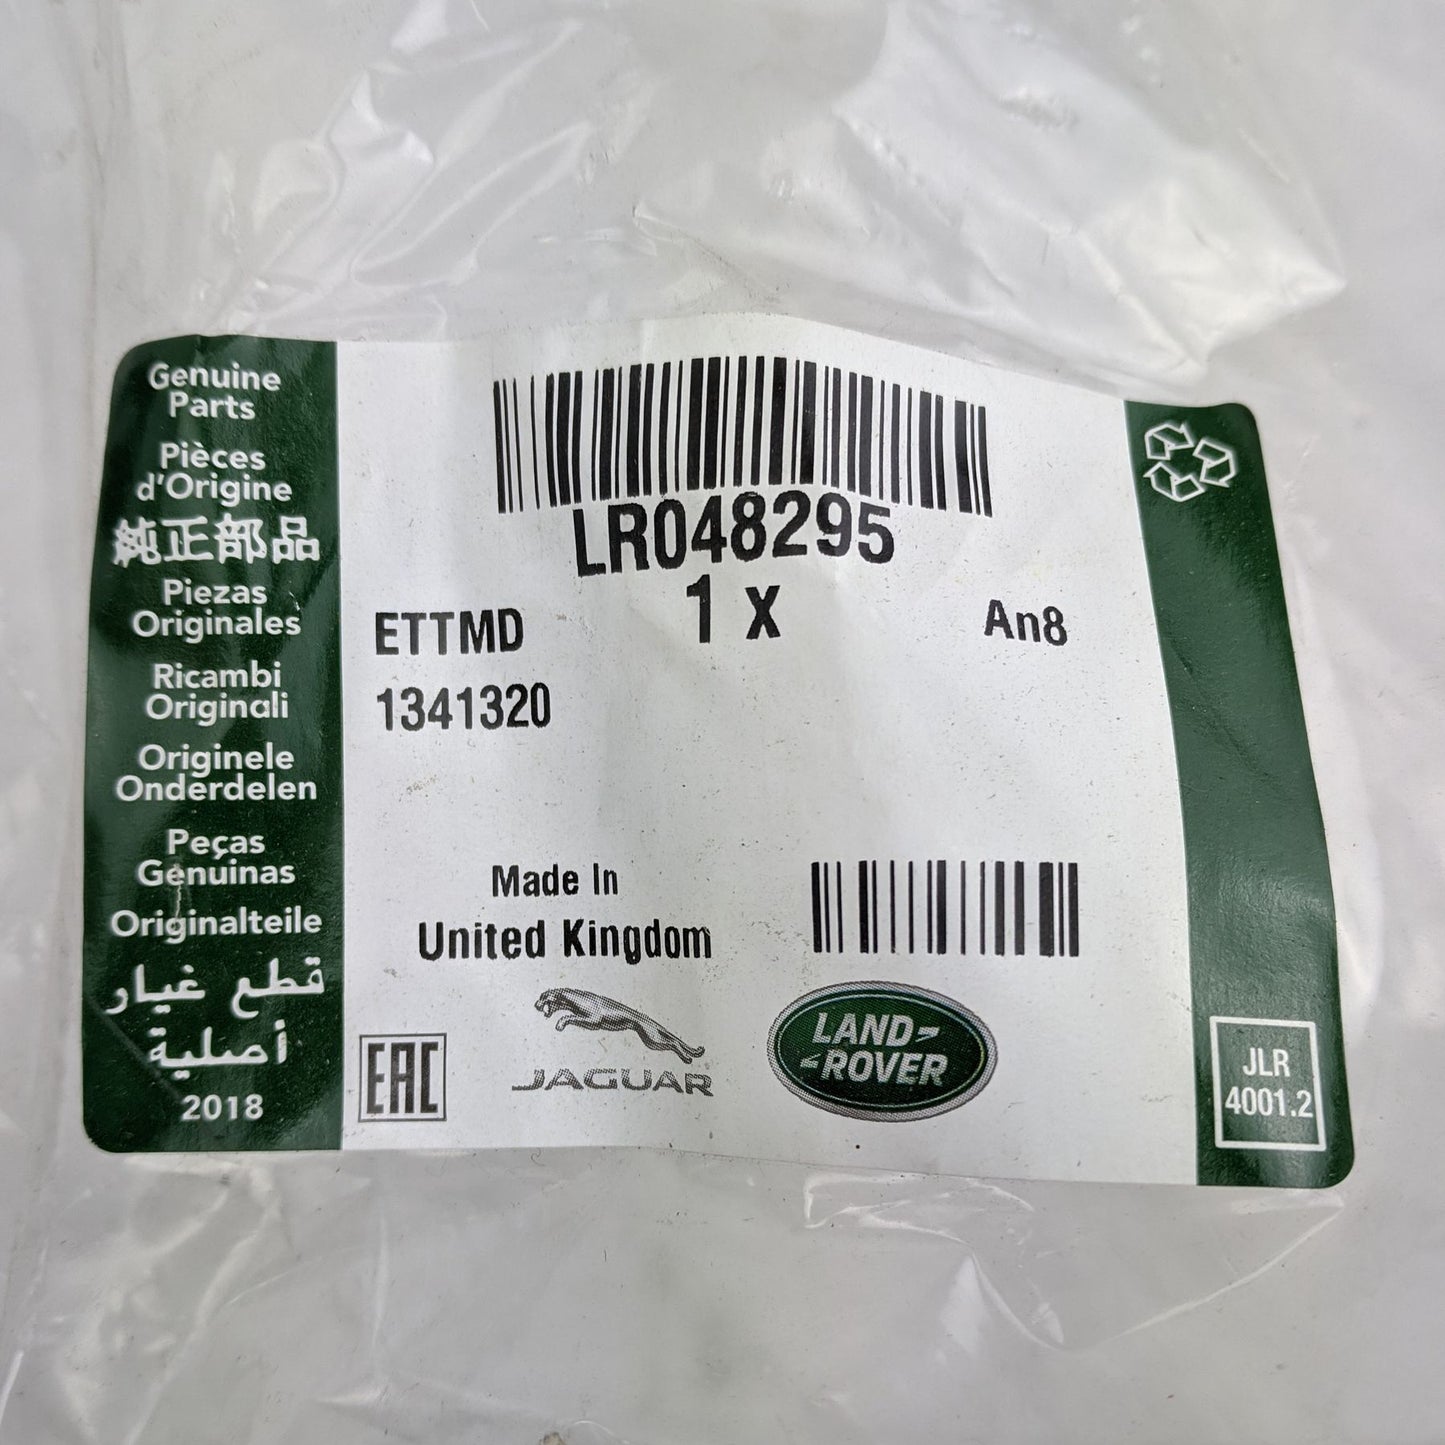 Genuine
Parts
Pièces
d'Origine
純正部品
Piezas
Originales
Ricambi
Originali
Originele
Onderdelen
Peças
Genuinas
Originalteile
قطع غيار
أصلية
2018
LR048295
1 x
ETTMD
An8
1341320
Made In
United Kingdom
EAC
JAGUAR
LAND-
ROVER
JLR
4001.2